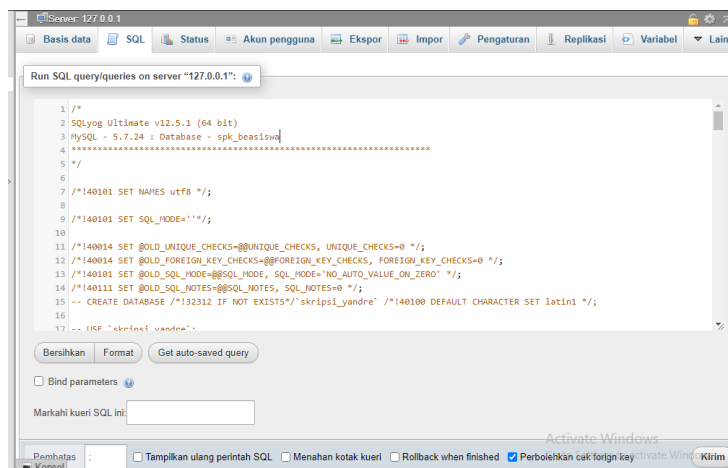 Server: 127.0.0.1
Basis data SQL Status Akun pengguna Ekspor Impor Pengaturan Replikasi Variabel Lain
Run SQL query/queries on server “127.0.0.1”:
1 /*
2 SQLyog Ultimate v12.5.1 (64 bit)
3 MySQL - 5.7.24 : Database - spk_beasiswa
4 *********************************************************************
5 */
6
7 /*!40101 SET NAMES utf8 */;
8
9 /*!40101 SET SQL_MODE=''*/;
10
11 /*!40014 SET @OLD_UNIQUE_CHECKS=@@UNIQUE_CHECKS, UNIQUE_CHECKS=0 */;
12 /*!40014 SET @OLD_FOREIGN_KEY_CHECKS=@@FOREIGN_KEY_CHECKS, FOREIGN_KEY_CHECKS=0 */;
13 /*!40101 SET @OLD_SQL_MODE=@@SQL_MODE, SQL_MODE='NO_AUTO_VALUE_ON_ZERO' */;
14 /*!40111 SET @OLD_SQL_NOTES=@@SQL_NOTES, SQL_NOTES=0 */;
15 -- CREATE DATABASE /*!32312 IF NOT EXISTS*/`skripsi_yandre` /*!40100 DEFAULT CHARACTER SET latin1 */;
16
17 -- USE `skripsi_yandre`;
Bersihkan Format Get auto-saved query
Bind parameters
Markahi kueri SQL ini:
Activate Windows
Pembatas ; Tampilkan ulang perintah SQL Menahan kotak kueri Rollback when finished Perbolehkan cek forign key Kirim
Konsol